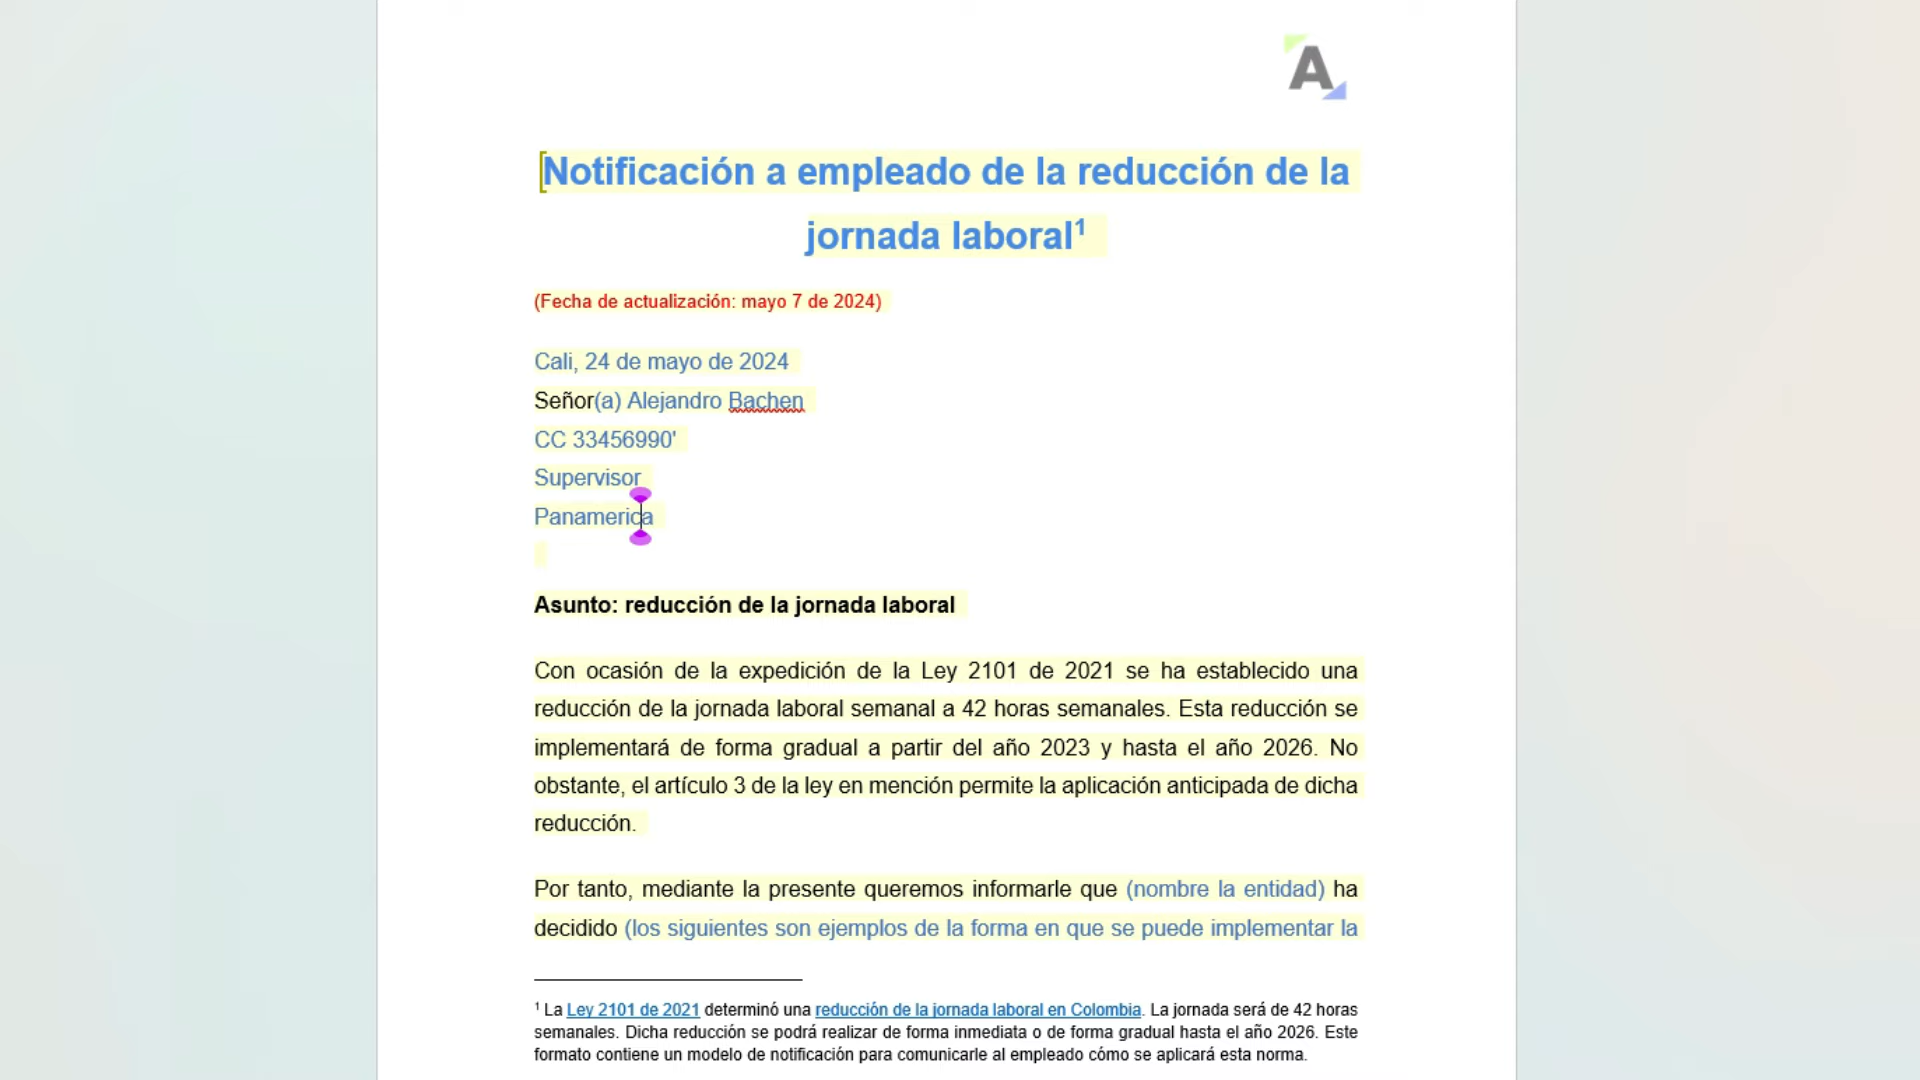 A
Notificación a empleado de la reducción de la
jornada laboral¹
(Fecha de actualización: mayo 7 de 2024)
Cali, 24 de mayo de 2024
Señor(a) Alejandro Bachen
CC 33456990'
Supervisor
Panamerica
Asunto: reducción de la jornada laboral
Con ocasión de la expedición de la Ley 2101 de 2021 se ha establecido una
reducción de la jornada laboral semanal a 42 horas semanales. Esta reducción se
implementará de forma gradual a partir del año 2023 y hasta el año 2026. No
obstante, el artículo 3 de la ley en mención permite la aplicación anticipada de dicha
reducción.
Por tanto, mediante la presente queremos informarle que (nombre la entidad) ha
decidido (los siguientes son ejemplos de la forma en que se puede implementar la
¹ La Ley 2101 de 2021 determinó una reducción de la jornada laboral en Colombia. La jornada será de 42 horas
semanales. Dicha reducción se podrá realizar de forma inmediata o de forma gradual hasta el año 2026. Este
formato contiene un modelo de notificación para comunicarle al empleado cómo se aplicará esta norma.